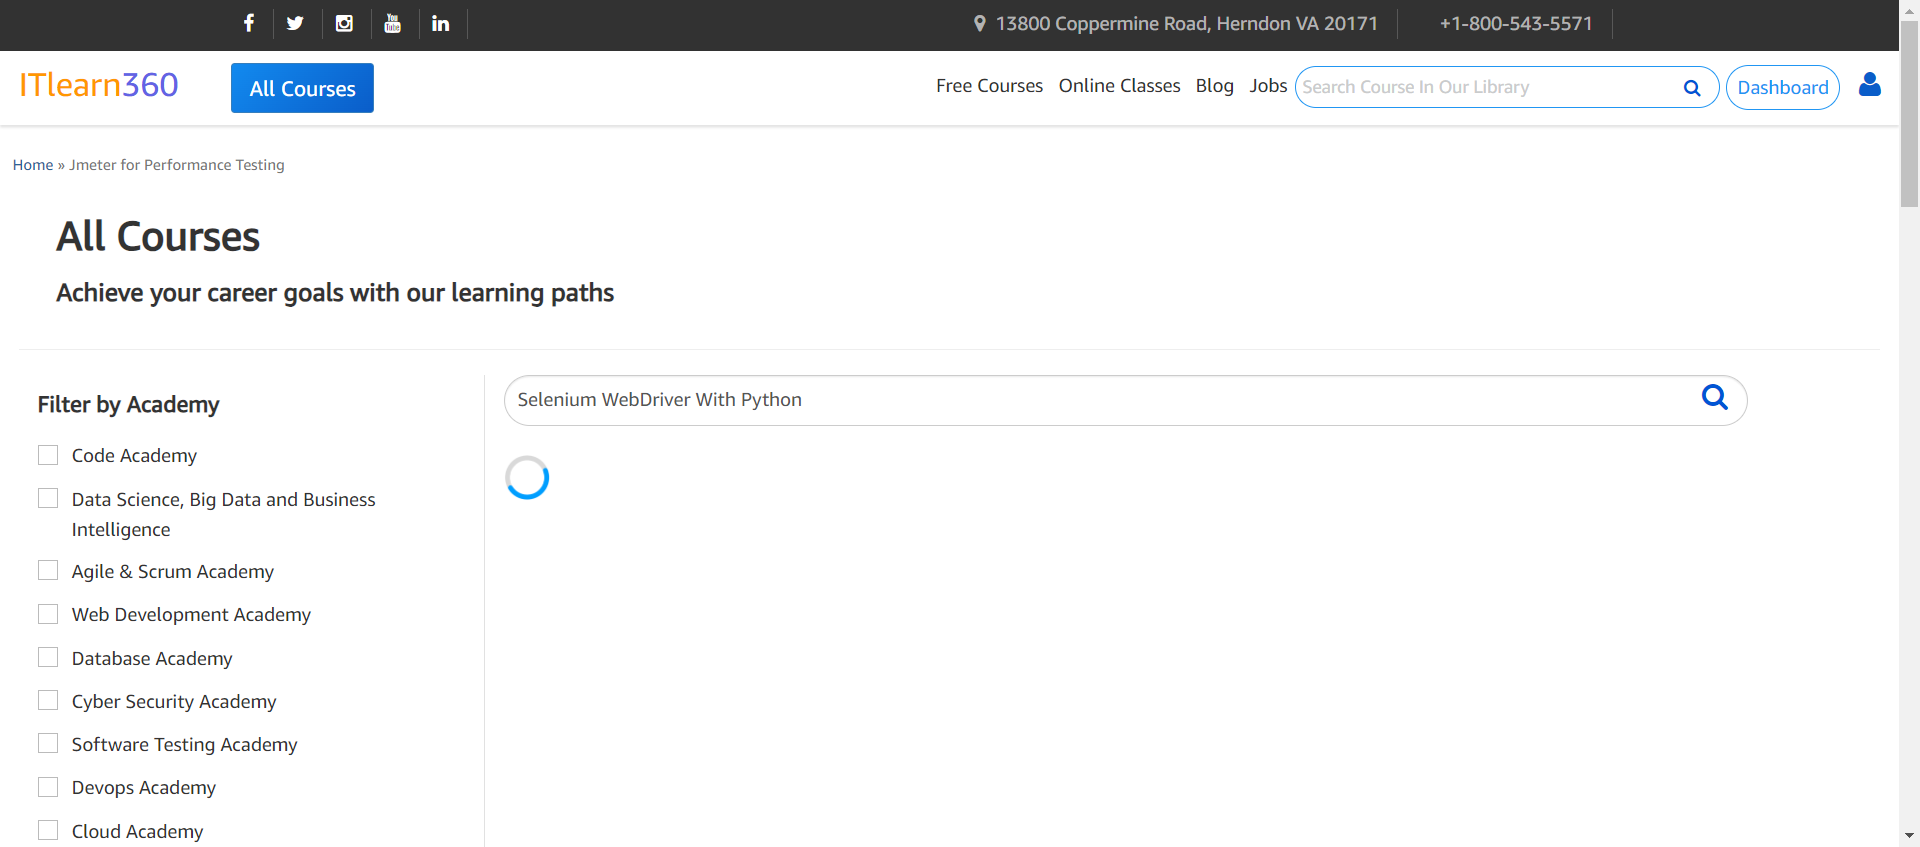 13800 Coppermine Road, Herndon VA 20171
+1-800-543-5571
ITlearn360
All Courses
Free Courses
Online Classes
Blog
Jobs
Search Course In Our Library
Dashboard
Home » Jmeter for Performance Testing
All Courses
Achieve your career goals with our learning paths
Filter by Academy
Code Academy
Data Science, Big Data and Business
Intelligence
Agile & Scrum Academy
Web Development Academy
Database Academy
Cyber Security Academy
Software Testing Academy
Devops Academy
Cloud Academy
Selenium WebDriver With Python